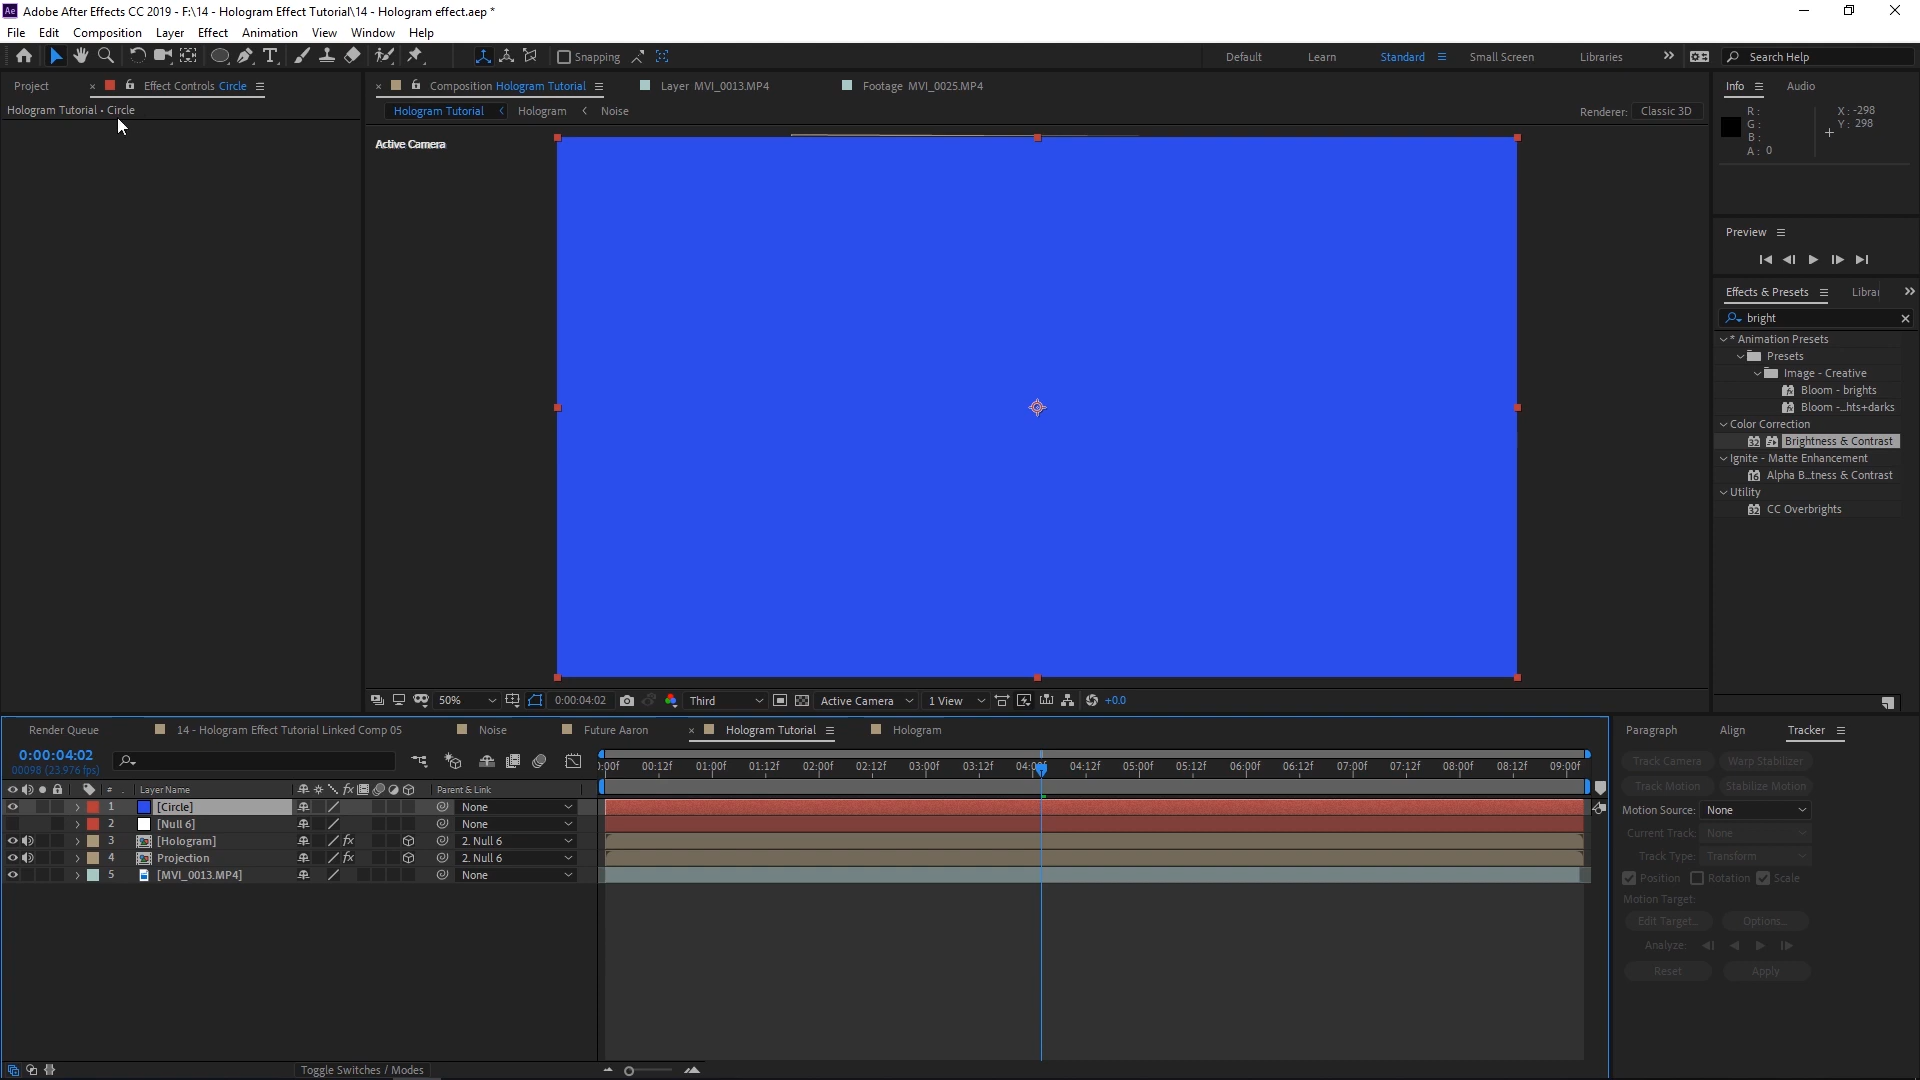 Ae Adobe After Effects CC 2019 - F:\14 - Hologram Effect Tutorial\14 - Hologram effect.aep *
File Edit Composition Layer Effect Animation View Window Help
Snapping
Default Learn Standard Small Screen Libraries Search Help
Project Effect Controls Circle
Hologram Tutorial • Circle
Composition Hologram Tutorial Layer MVI_0013.MP4 Footage MVI_0025.MP4
Hologram Tutorial < Hologram < Noise
Renderer: Classic 3D
Active Camera
Info Audio
R: X: -298
G: Y: 298
B:
A: 0
Preview
Effects & Presets Librar
bright
* Animation Presets
Presets
Image - Creative
Bloom - brights
Bloom -...hts+darks
Color Correction
32 Brightness & Contrast
Ignite - Matte Enhancement
16 Alpha B...tness & Contrast
Utility
32 CC Overbrights
50% 0:00:04:02 Third Active Camera 1 View +0.0
Render Queue 14 - Hologram Effect Tutorial Linked Comp 05 Noise Future Aaron Hologram Tutorial Hologram
0:00:04:02
00098 (23.976 fps)
):00f 00:12f 01:00f 01:12f 02:00f 02:12f 03:00f 03:12f 04:00f 04:12f 05:00f 05:12f 06:00f 06:12f 07:00f 07:12f 08:00f 08:12f 09:00f
# Layer Name fx Parent & Link
1 [Circle] None
2 [Null 6] None
3 [Hologram] fx 2. Null 6
4 Projection fx 2. Null 6
5 [MVI_0013.MP4] None
Toggle Switches / Modes
Paragraph Align Tracker
Track Camera Warp Stabilizer
Track Motion Stabilize Motion
Motion Source: None
Current Track: None
Track Type: Transform
Position Rotation Scale
Motion Target:
Edit Target... Options...
Analyze:
Reset Apply